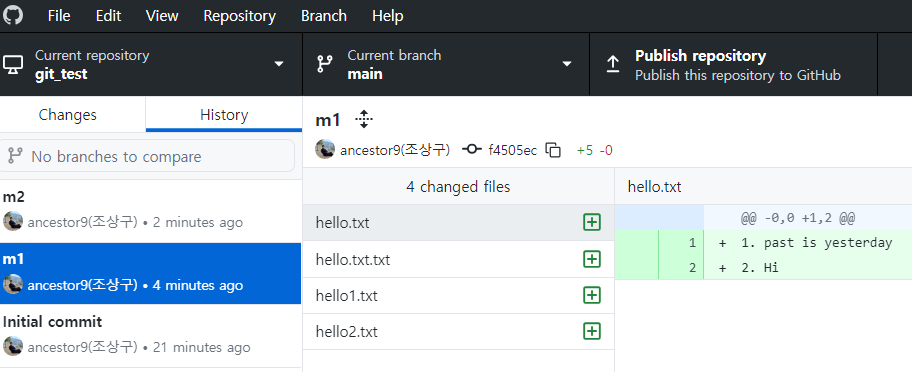 File Edit View Repository Branch Help
Current repository
git_test
Current branch
main
Publish repository
Publish this repository to GitHub
Changes
History
No branches to compare
m2
ancestor9(조상구) • 2 minutes ago
m1
ancestor9(조상구) • 4 minutes ago
Initial commit
ancestor9(조상구) • 21 minutes ago
m1
ancestor9(조상구) f4505ec +5 -0
4 changed files
hello.txt
hello.txt.txt
hello1.txt
hello2.txt
hello.txt
@@ -0,0 +1,2 @@
1 + 1. past is yesterday
2 + 2. Hi